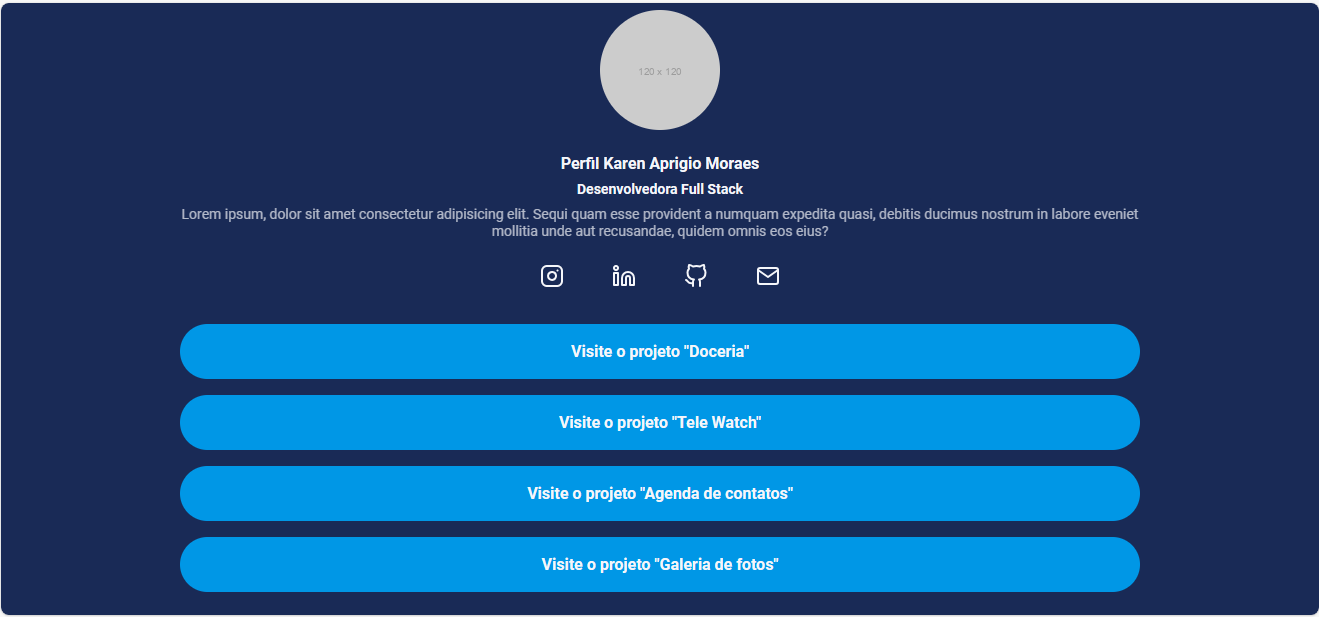 120 x 120
Perfil Karen Aprigio Moraes
Desenvolvedora Full Stack
Lorem ipsum, dolor sit amet consectetur adipisicing elit. Sequi quam esse provident a numquam expedita quasi, debitis ducimus nostrum in labore eveniet
mollitia unde aut recusandae, quidem omnis eos eius?
Visite o projeto "Doceria"
Visite o projeto "Tele Watch"
Visite o projeto "Agenda de contatos"
Visite o projeto "Galeria de fotos"